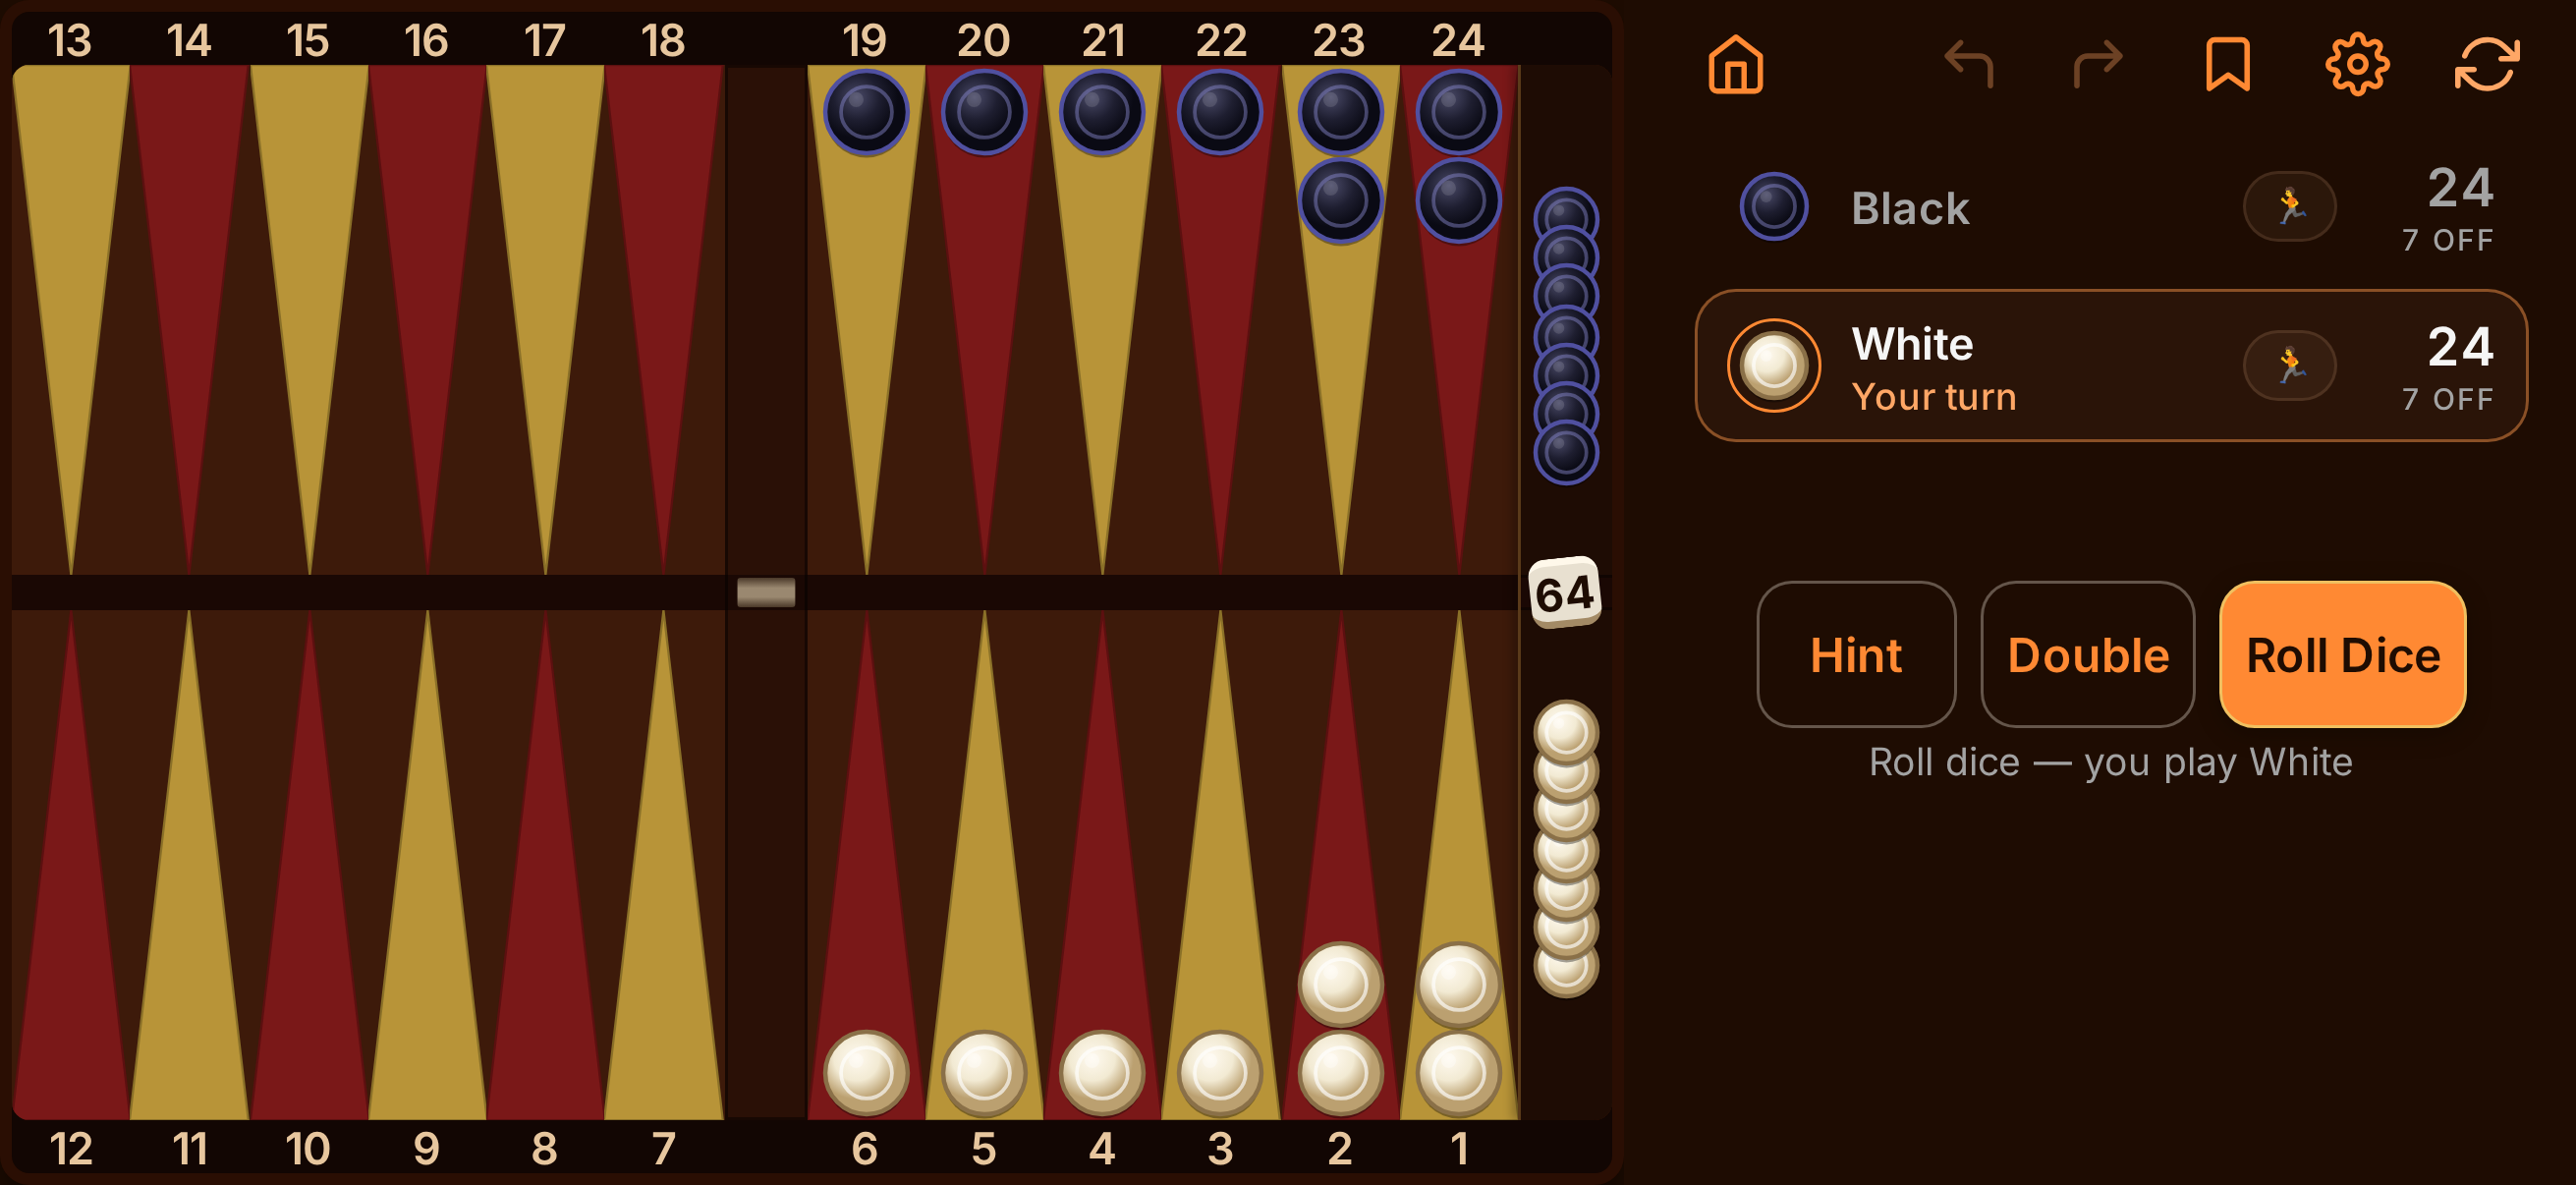 13 14 15 16 17 18 19 20 21 22 23 24
Black
24
7 OFF
White
Your turn
24
7 OFF
64
Hint
Double
Roll Dice
Roll dice — you play White
12 11 10 9 8 7 6 5 4 3 2 1